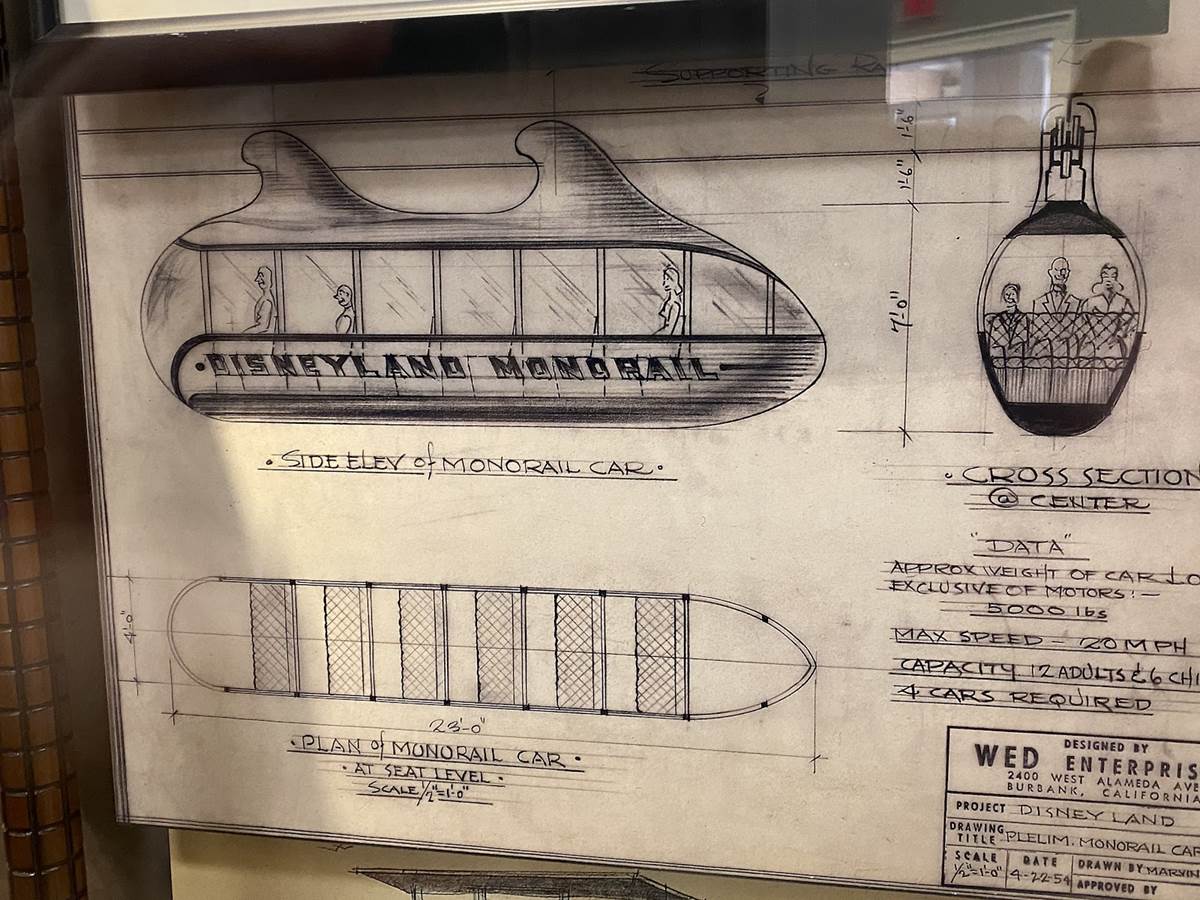 SUPPORTING RA
1'-6"
1'-6"
7'-0"
• DISNEYLAND MONORAIL
• SIDE ELEV of MONORAIL CAR •
• CROSS SECTION
@ CENTER
"DATA"
APPROX WEIGHT OF CAR LO
EXCLUSIVE OF MOTORS:-
5000 lbs
MAX SPEED - 20 MPH
CAPACITY 12 ADULTS & 6 CHI
4 CARS REQUIRED
4'-0"
23'-0"
• PLAN of MONORAIL CAR •
• AT SEAT LEVEL •
SCALE 1/2"=1'-0"
DESIGNED BY
WED ENTERPRIS
2400 WEST ALAMEDA AVE
BURBANK, CALIFORNIA
PROJECT DISNEYLAND
DRAWING TITLE PLELIM. MONORAIL CAR
SCALE 1/2"=1'-0"
DATE 4-22-54
DRAWN BY MARVIN
APPROVED BY